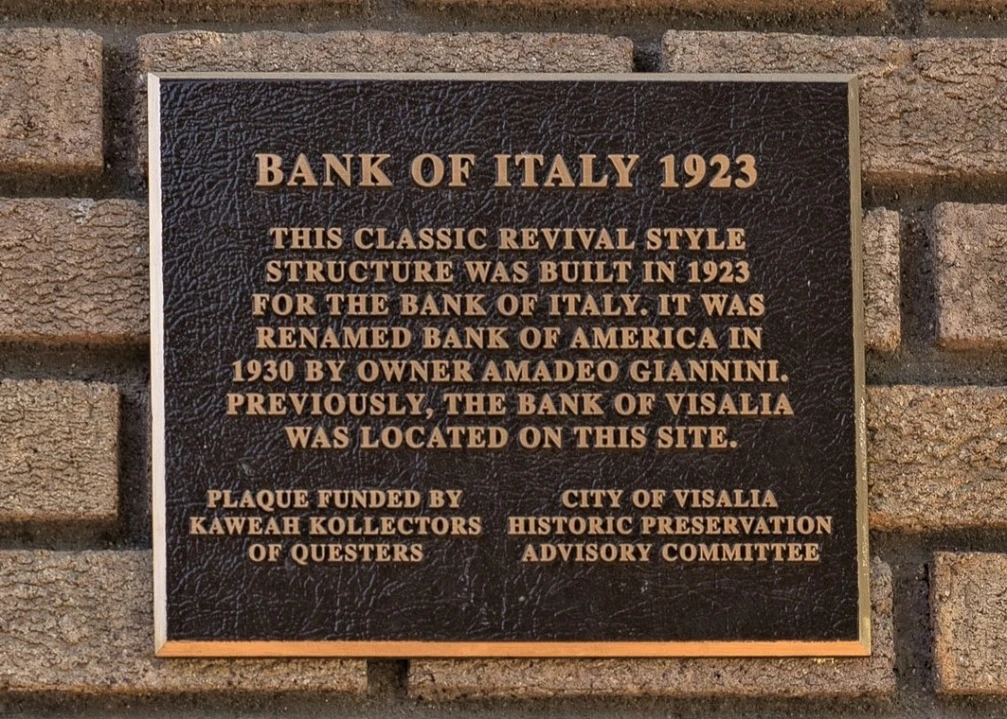 BANK OF ITALY 1923
THIS CLASSIC REVIVAL STYLE
STRUCTURE WAS BUILT IN 1923
FOR THE BANK OF ITALY. IT WAS
RENAMED BANK OF AMERICA IN
1930 BY OWNER AMADEO GIANNINI.
PREVIOUSLY, THE BANK OF VISALIA
WAS LOCATED ON THIS SITE.
PLAQUE FUNDED BY
KAWEAH KOLLECTORS
OF QUESTERS
CITY OF VISALIA
HISTORIC PRESERVATION
ADVISORY COMMITTEE